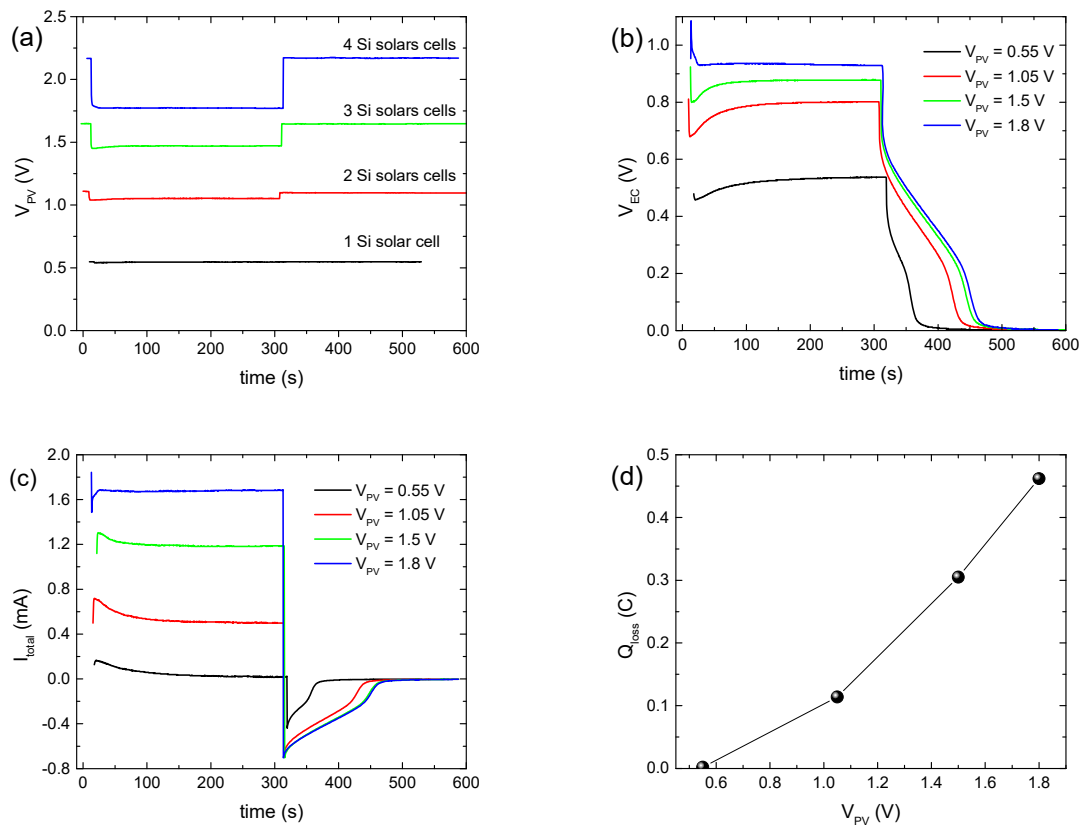 (a)
2.5
2.0
1.5
1.0
0.5
0.0
V_PV (V)
4 Si solars cells
3 Si solars cells
2 Si solars cells
1 Si solar cell
0 100 200 300 400 500 600
time (s)
(b)
1.0
0.8
0.6
0.4
0.2
0.0
V_EC (V)
V_PV = 0.55 V
V_PV = 1.05 V
V_PV = 1.5 V
V_PV = 1.8 V
0 100 200 300 400 500 600
time (s)
(c)
2.0
1.6
1.2
0.8
0.4
0.0
-0.4
-0.8
I_total (mA)
V_PV = 0.55 V
V_PV = 1.05 V
V_PV = 1.5 V
V_PV = 1.8 V
0 100 200 300 400 500 600
time (s)
(d)
0.5
0.4
0.3
0.2
0.1
0.0
Q_loss (C)
0.6 0.8 1.0 1.2 1.4 1.6 1.8
V_PV (V)